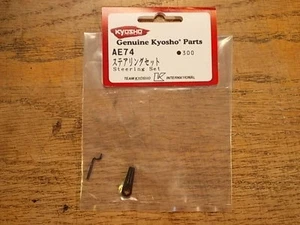 KYOSHO
Genuine Kyosho® Parts
AE74
●300
ステアリングセット
Steering Set
TEAM KYOSHO K INTERNATIONAL